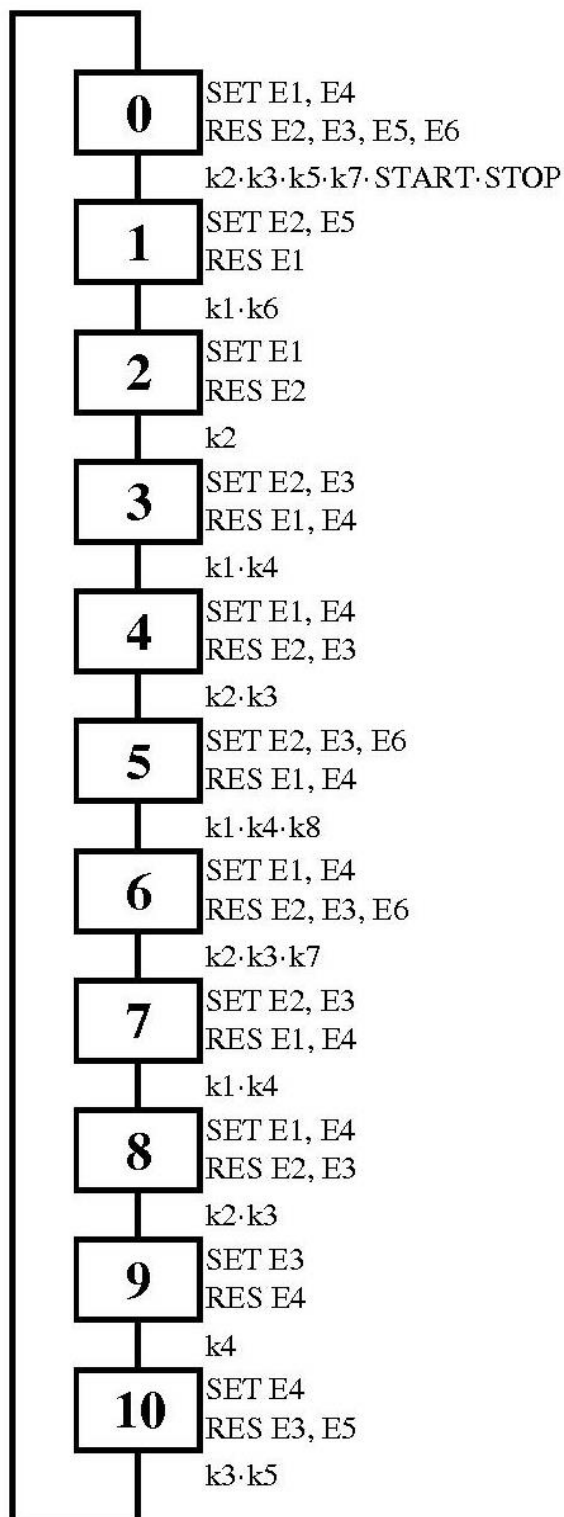 0
SET E1, E4
RES E2, E3, E5, E6
k2·k3·k5·k7·START·STOP
1
SET E2, E5
RES E1
k1·k6
2
SET E1
RES E2
k2
3
SET E2, E3
RES E1, E4
k1·k4
4
SET E1, E4
RES E2, E3
k2·k3
5
SET E2, E3, E6
RES E1, E4
k1·k4·k8
6
SET E1, E4
RES E2, E3, E6
k2·k3·k7
7
SET E2, E3
RES E1, E4
k1·k4
8
SET E1, E4
RES E2, E3
k2·k3
9
SET E3
RES E4
k4
10
SET E4
RES E3, E5
k3·k5